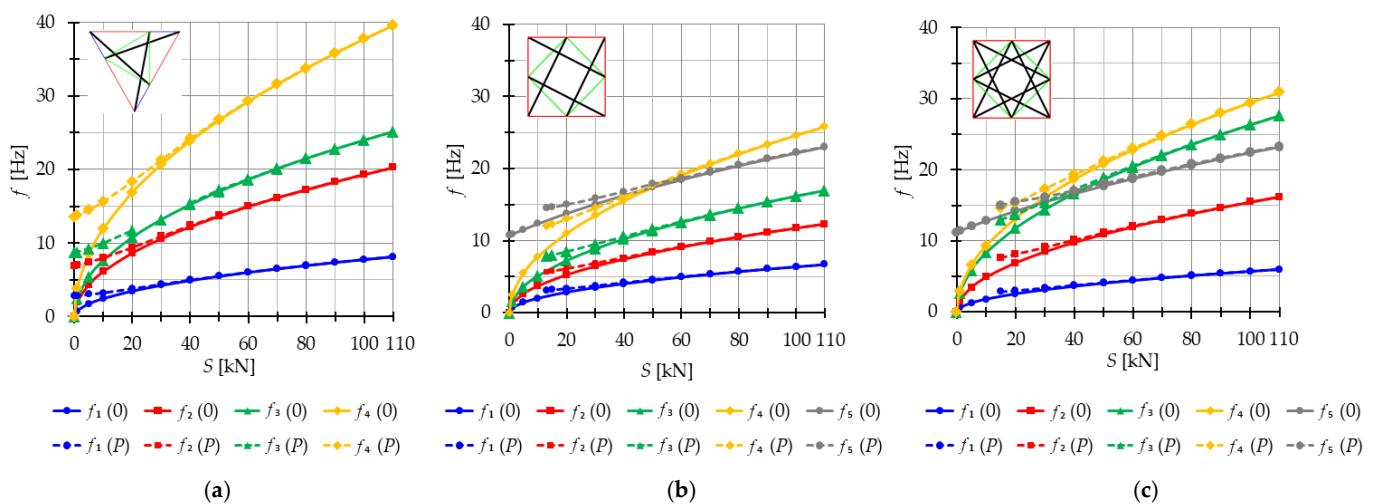 40
30
20
10
0
f [Hz]
0 20 40 60 80 100 110
S [kN]
f₁ (0) f₂ (0) f₃ (0) f₄ (0)
f₁ (P) f₂ (P) f₃ (P) f₄ (P)
(a)
40
30
20
10
0
f [Hz]
0 20 40 60 80 100 110
S [kN]
f₁ (0) f₂ (0) f₃ (0) f₄ (0) f₅ (0)
f₁ (P) f₂ (P) f₃ (P) f₄ (P) f₅ (P)
(b)
40
30
20
10
0
f [Hz]
0 20 40 60 80 100 110
S [kN]
f₁ (0) f₂ (0) f₃ (0) f₄ (0) f₅ (0)
f₁ (P) f₂ (P) f₃ (P) f₄ (P) f₅ (P)
(c)